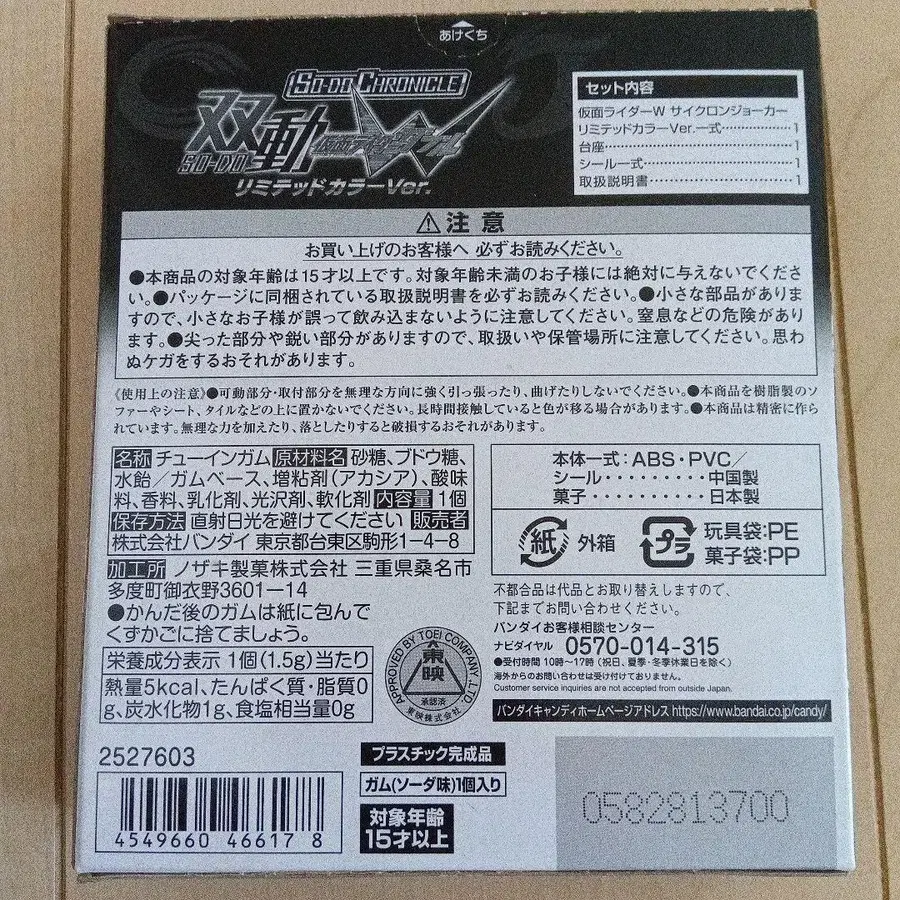 あけくち
SO-DO CHRONICLE
双動
SO-DO
仮面ライダーダブル
リミテッドカラーVer.
セット内容
仮面ライダーW サイクロンジョーカー
リミテッドカラーVer.一式…………1
台座…………………………………1
シール一式…………………………1
取扱説明書…………………………1
⚠注意
お買い上げのお客様へ 必ずお読みください。
●本商品の対象年齢は15才以上です。対象年齢未満のお子様には絶対に与えないでくださ
い。●パッケージに同梱されている取扱説明書を必ずお読みください。●小さな部品がありま
すので、小さなお子様が誤って飲み込まないように注意してください。窒息などの危険があり
ます。●尖った部分や鋭い部分がありますので、取扱いや保管場所に注意してください。思わ
ぬケガをするおそれがあります。
《使用上の注意》●可動部分・取付部分を無理な方向に強く引っ張ったり、曲げたりしないでください。●本商品を樹脂製のソ
ファーやシート、タイルなどの上に置かないでください。長時間接触していると色が移る場合があります。●本商品は精密に作ら
れています。無理な力を加えたり、落としたりすると破損するおそれがあります。
名称 チューインガム 原材料名 砂糖、ブドウ糖、
水飴/ガムベース、増粘剤(アカシア)、酸味
料、香料、乳化剤、光沢剤、軟化剤 内容量 1個
保存方法 直射日光を避けてください 販売者
株式会社バンダイ 東京都台東区駒形1-4-8
加工所 ノザキ製菓株式会社 三重県桑名市
多度町御衣野3601-14
●かんだ後のガムは紙に包んで
くずかごに捨てましょう。
栄養成分表示 1個(1.5g)当たり
熱量5kcal、たんぱく質・脂質0
g、炭水化物1g、食塩相当量0g
本体一式:ABS・PVC/
シール………中国製
菓子…………日本製
紙 外箱
プラ 玩具袋:PE
菓子袋:PP
不都合品は代品とお取り替えしますので、
下記までお問い合わせください。
バンダイお客様相談センター
ナビダイヤル 0570-014-315
●受付時間 10時~17時(祝日、夏季・冬季休業日を除く)
海外からのお問い合わせは受け付けておりません。
Customer service inquiries are not accepted from outside Japan.
バンダイキャンディホームページアドレス https://www.bandai.co.jp/candy/
APPROVED BY TOEI COMPANY, LTD.
東映
承認済
東映株式会社
2527603
4549660 466178
プラスチック完成品
ガム(ソーダ味)1個入り
対象年齢
15才以上
0582813700